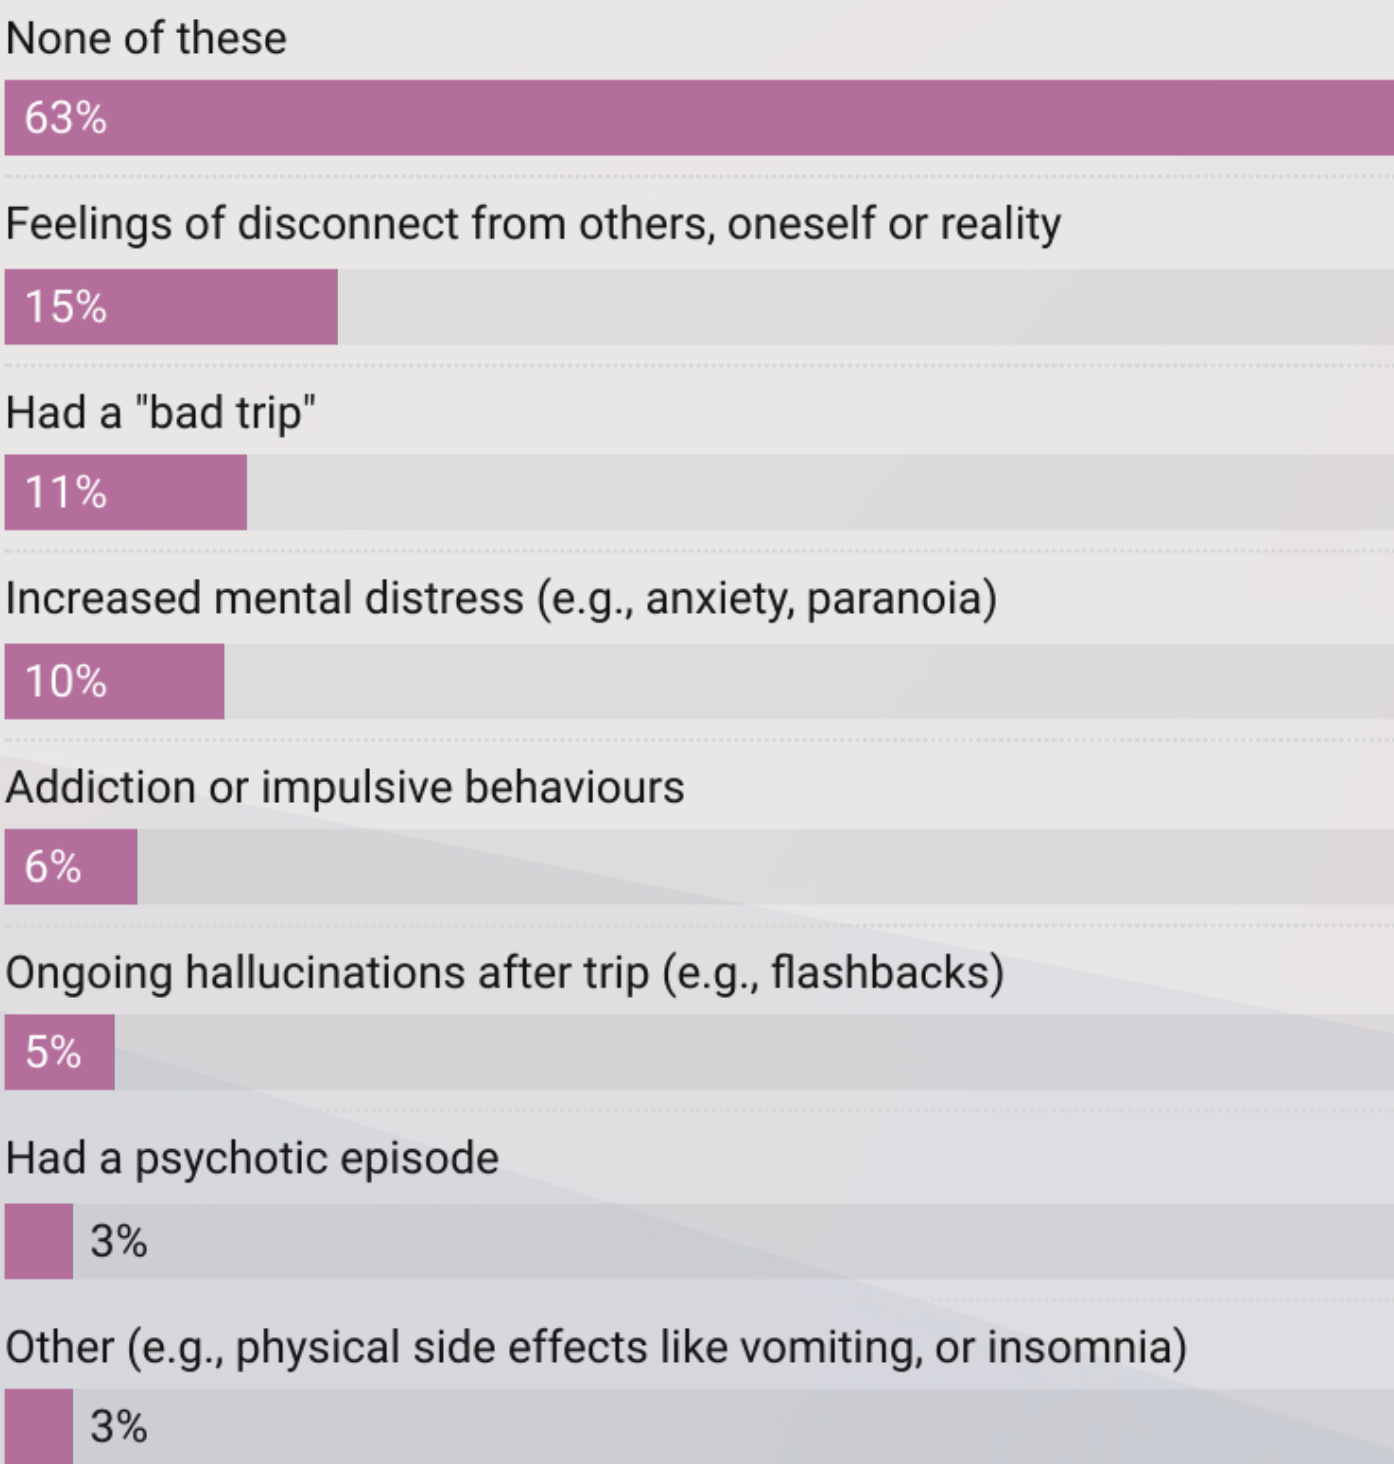 None of these
63%
Feelings of disconnect from others, oneself or reality
15%
Had a "bad trip"
11%
Increased mental distress (e.g., anxiety, paranoia)
10%
Addiction or impulsive behaviours
6%
Ongoing hallucinations after trip (e.g., flashbacks)
5%
Had a psychotic episode
3%
Other (e.g., physical side effects like vomiting, or insomnia)
3%